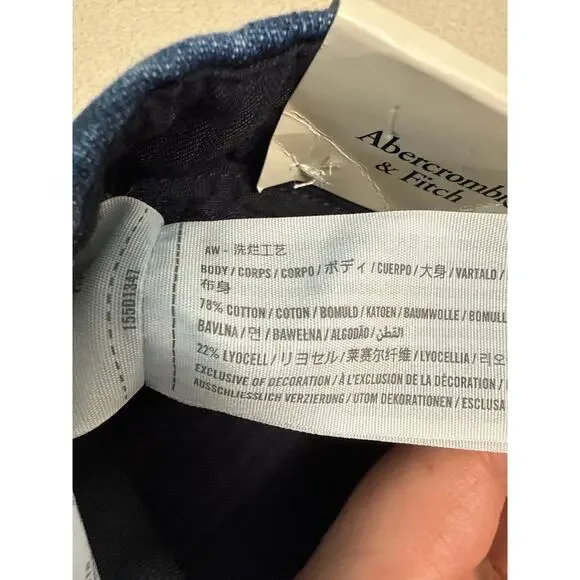 Abercrombie
& Fitch
AW - 洗烂工艺
BODY / CORPS / CORPO / ボディ / CUERPO / 大身 / VARTALO /
布身
78% COTTON / COTON / BOMULD / KATOEN / BAUMWOLLE / BOMULL
BAVLNA / 면 / BAWEŁNA / ALGODÃO / القطن /
22% LYOCELL / リヨセル / 莱赛尔纤维 / LYOCELLIA / 리오
EXCLUSIVE OF DECORATION / À L'EXCLUSION DE LA DÉCORATION /
AUSSCHLIESSLICH VERZIERUNG / UTOM DEKORATIONEN / ESCLUSA
15501347